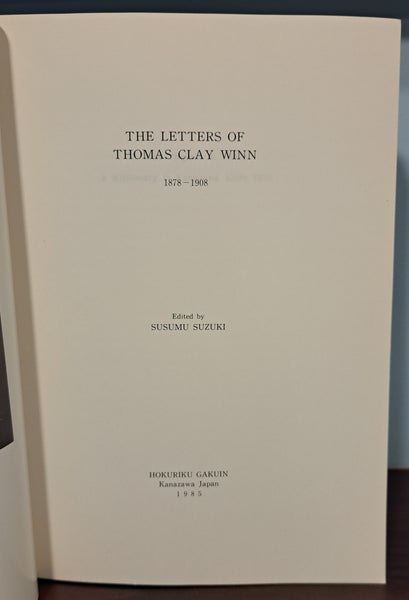 THE LETTERS OF
THOMAS CLAY WINN
1878－1908
Edited by
SUSUMU SUZUKI
HOKURIKU GAKUIN
Kanazawa Japan
1985